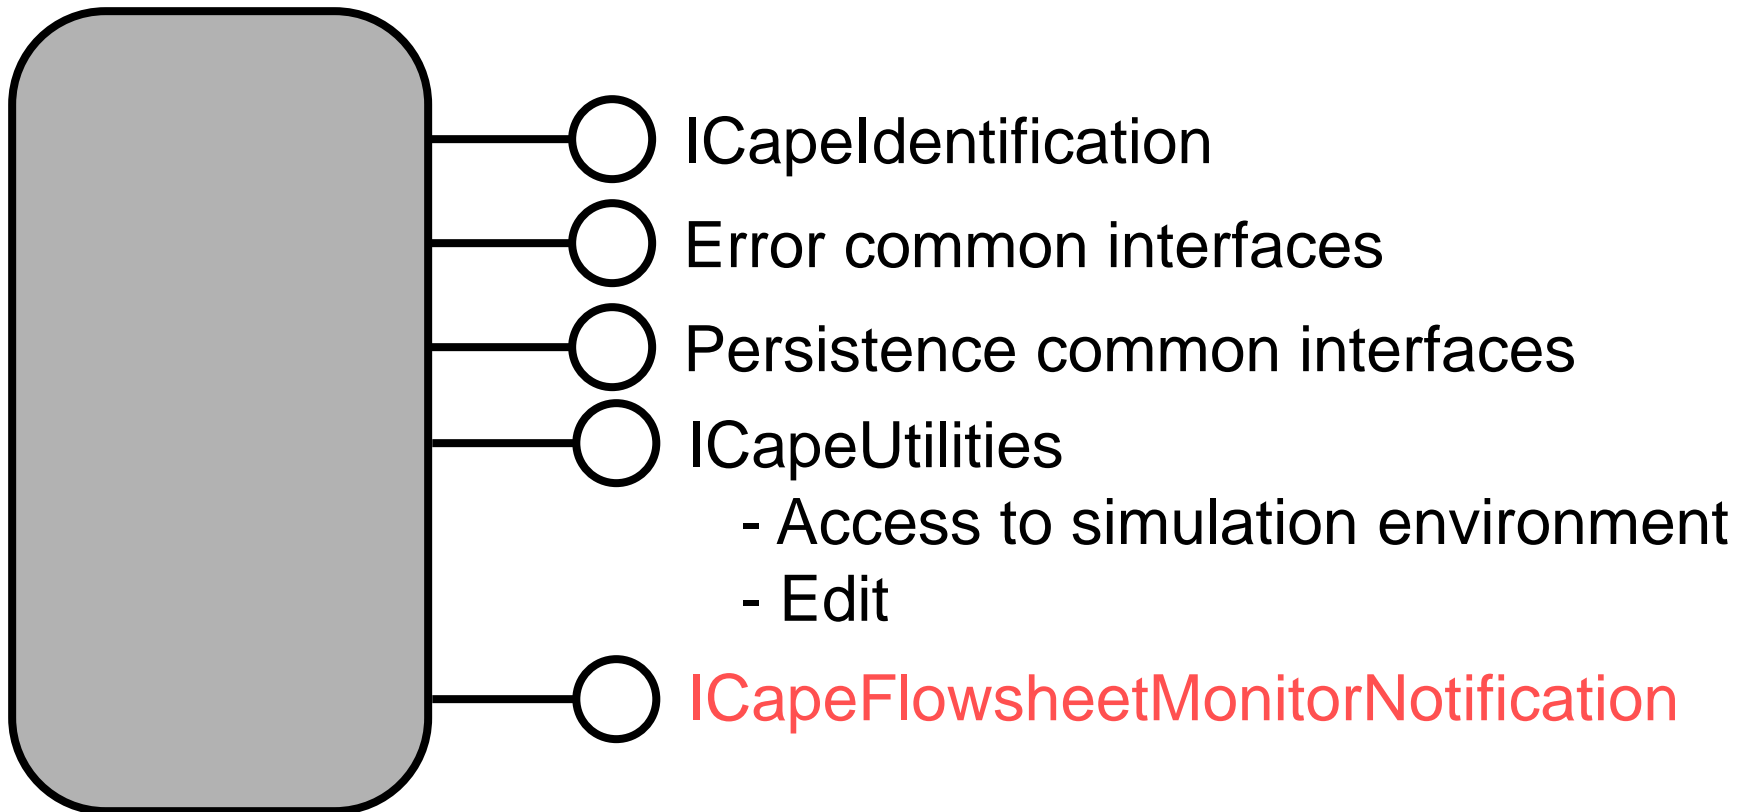 ICapeIdentification
Error common interfaces
Persistence common interfaces
ICapeUtilities
- Access to simulation environment
- Edit
ICapeFlowsheetMonitorNotification